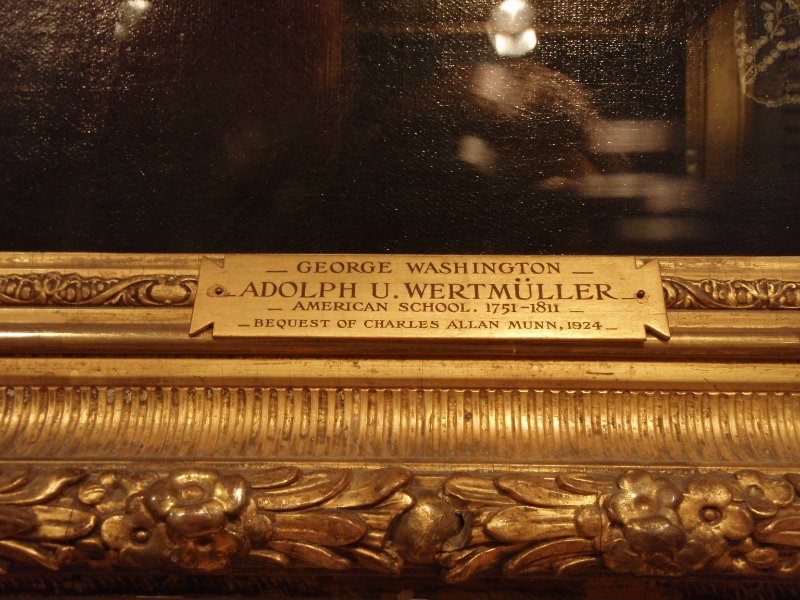 GEORGE WASHINGTON
ADOLPH U. WERTMÜLLER
AMERICAN SCHOOL. 1751-1811
BEQUEST OF CHARLES ALLAN MUNN, 1924